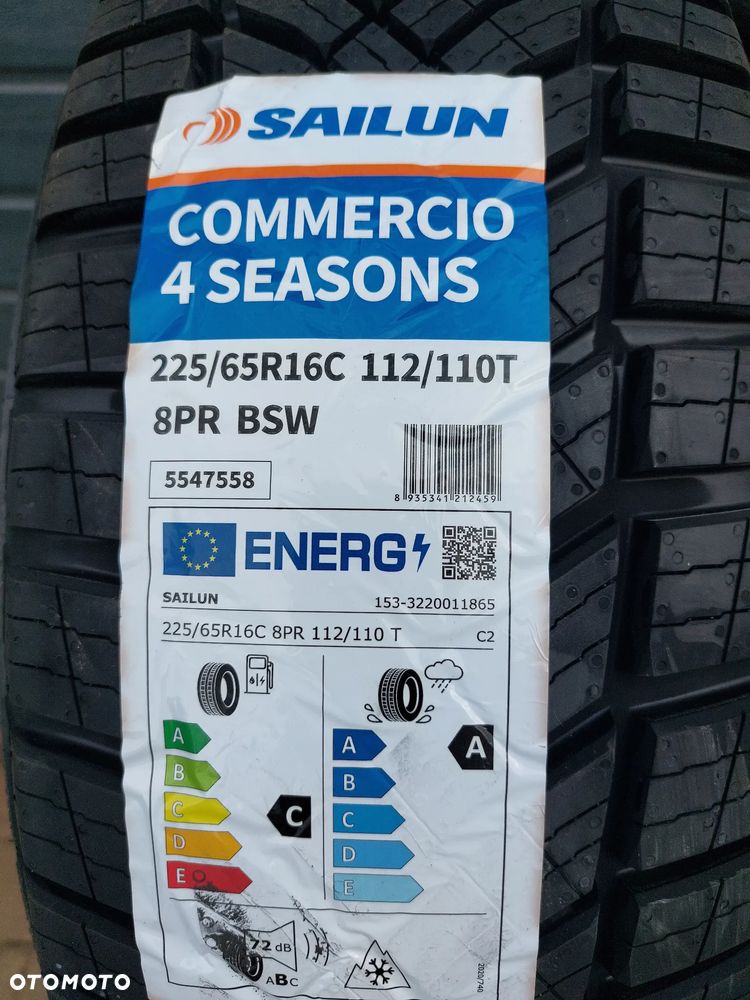 SAILUN
COMMERCIO
4 SEASONS
225/65R16C 112/110T
8PR BSW
5547558
8 935341 212459
ENERG
SAILUN 153-3220011865
225/65R16C 8PR 112/110 T C2
A A
B B
C C C
D D
E E
72 dB
ABC
2020/740
OTOMOTO